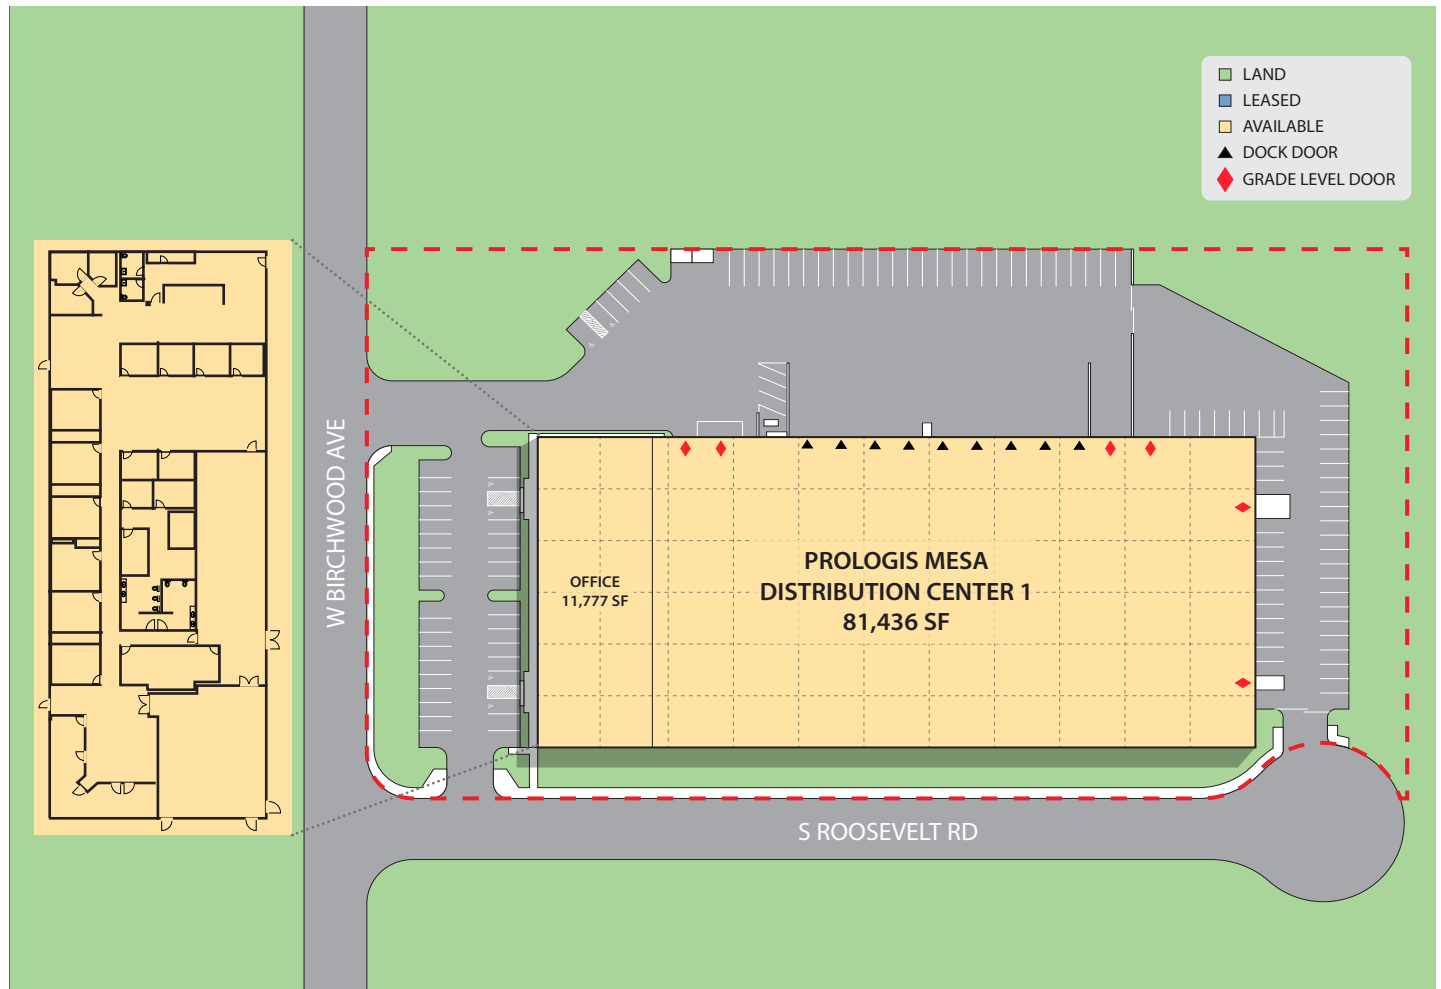 LAND
LEASED
AVAILABLE
DOCK DOOR
GRADE LEVEL DOOR
W BIRCHWOOD AVE
OFFICE
11,777 SF
PROLOGIS MESA
DISTRIBUTION CENTER 1
81,436 SF
S ROOSEVELT RD